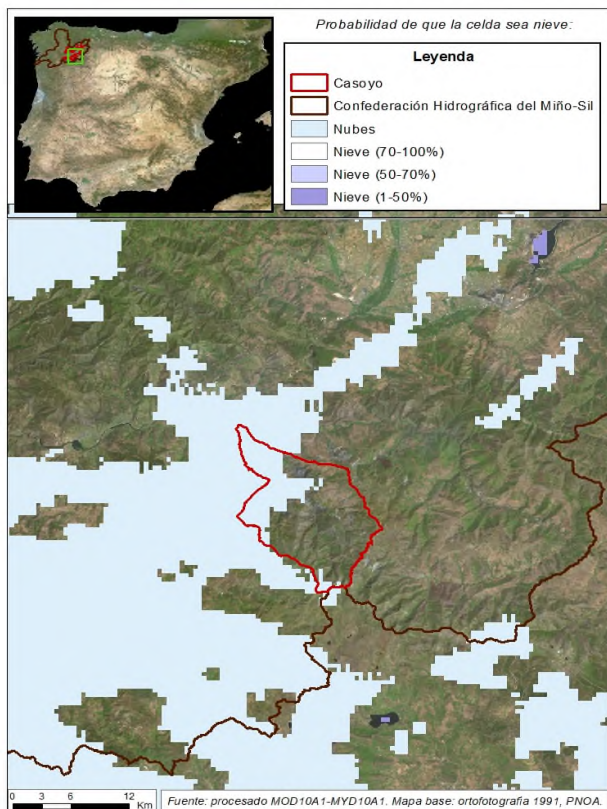 Probabilidad de que la celda sea nieve:
Leyenda
Casoyo
Confederación Hidrográfica del Miño-Sil
Nubes
Nieve (70-100%)
Nieve (50-70%)
Nieve (1-50%)
0 3 6 12
Km
Fuente: procesado MOD10A1-MYD10A1. Mapa base: ortofotografía 1991, PNOA